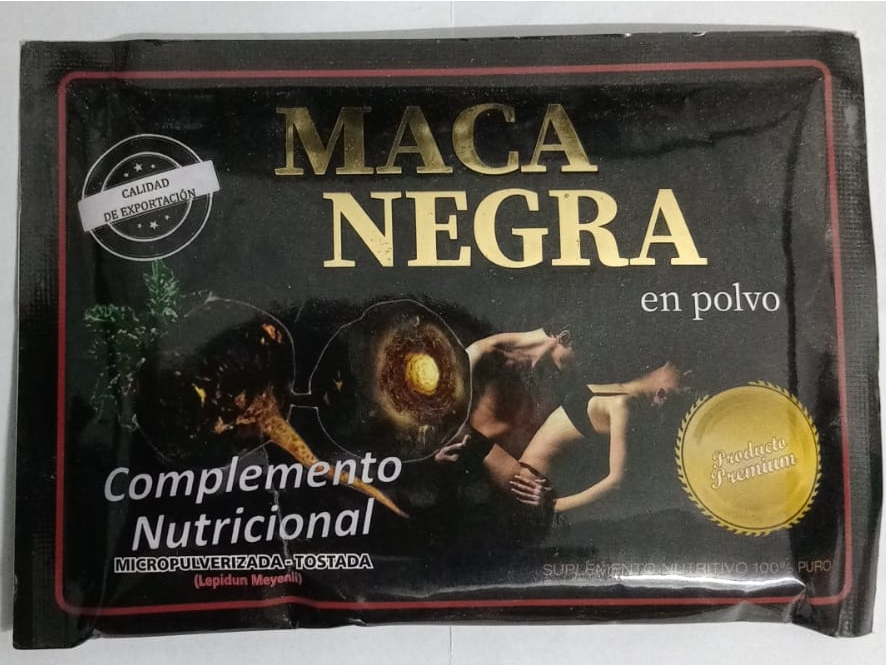 MACA
NEGRA
en polvo
CALIDAD
DE EXPORTACIÓN
Complemento
Nutricional
MICROPULVERIZADA - TOSTADA
(Lepidun Meyenii)
Producto
Premium
SUPLEMENTO NUTRITIVO 100% PURO